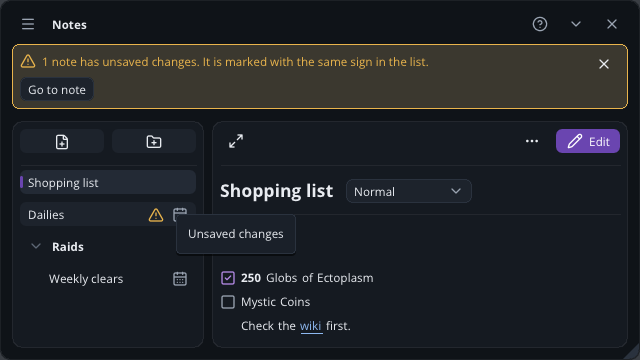 Notes
1 note has unsaved changes. It is marked with the same sign in the list.
Go to note
Edit
Shopping list
Shopping list
Normal
Dailies
Unsaved changes
Raids
Weekly clears
250 Globs of Ectoplasm
Mystic Coins
Check the wiki first.